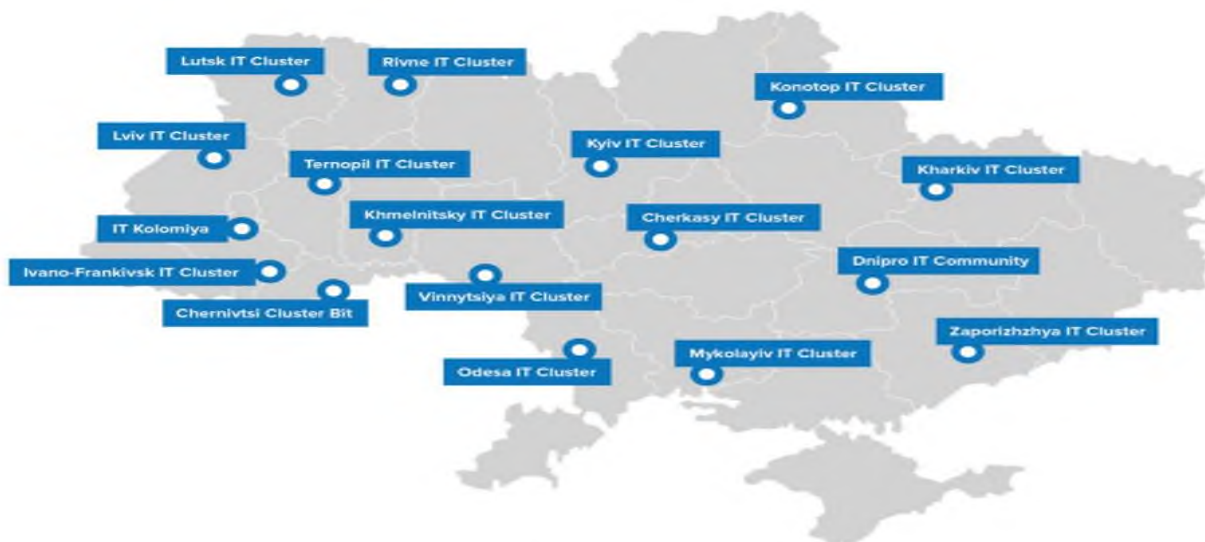 Lutsk IT Cluster
Rivne IT Cluster
Konotop IT Cluster
Lviv IT Cluster
Kyiv IT Cluster
Ternopil IT Cluster
Kharkiv IT Cluster
Khmelnitsky IT Cluster
Cherkasy IT Cluster
IT Kolomiya
Dnipro IT Community
Ivano-Frankivsk IT Cluster
Vinnytsiya IT Cluster
Chernivtsi Cluster Bit
Zaporizhzhya IT Cluster
Mykolayiv IT Cluster
Odesa IT Cluster